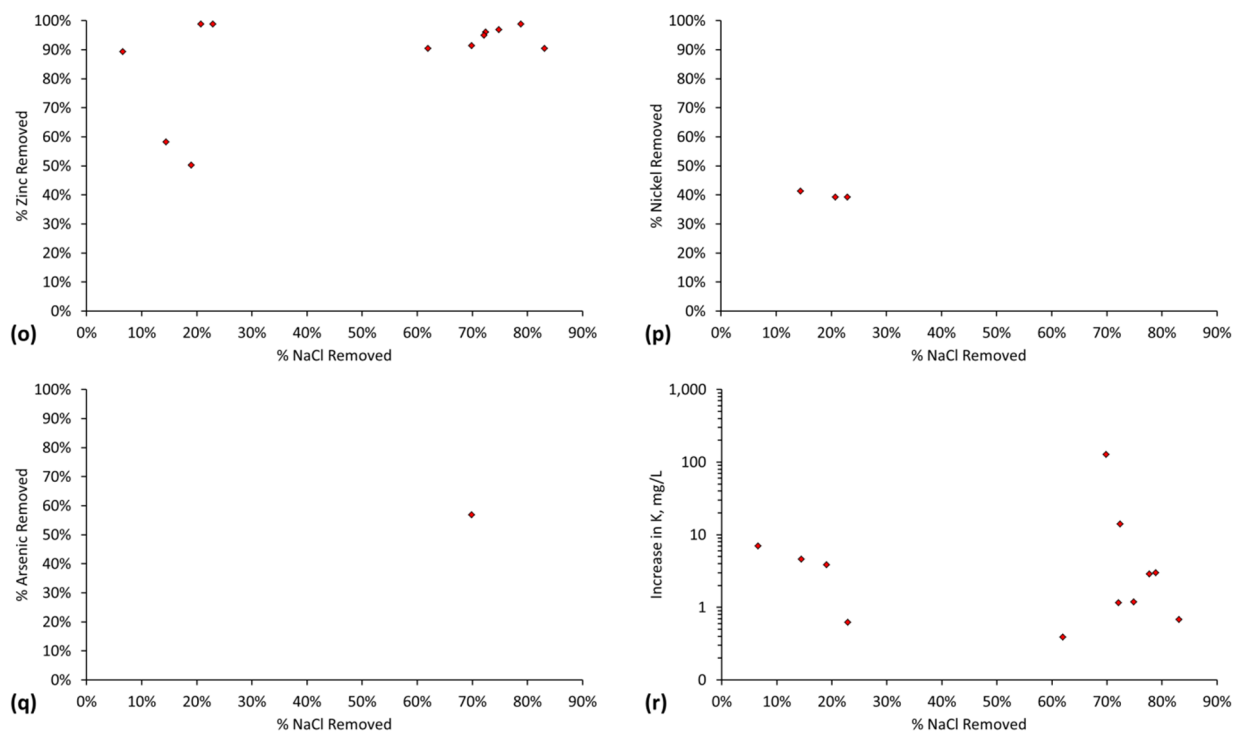 100%
90%
80%
70%
60%
50%
40%
30%
20%
10%
0%
% Zinc Removed
0% 10% 20% 30% 40% 50% 60% 70% 80% 90%
% NaCl Removed
(o)
100%
90%
80%
70%
60%
50%
40%
30%
20%
10%
0%
% Nickel Removed
0% 10% 20% 30% 40% 50% 60% 70% 80% 90%
% NaCl Removed
(p)
100%
90%
80%
70%
60%
50%
40%
30%
20%
10%
0%
% Arsenic Removed
0% 10% 20% 30% 40% 50% 60% 70% 80% 90%
% NaCl Removed
(q)
1,000
100
10
1
0
Increase in K, mg/L
0% 10% 20% 30% 40% 50% 60% 70% 80% 90%
% NaCl Removed
(r)